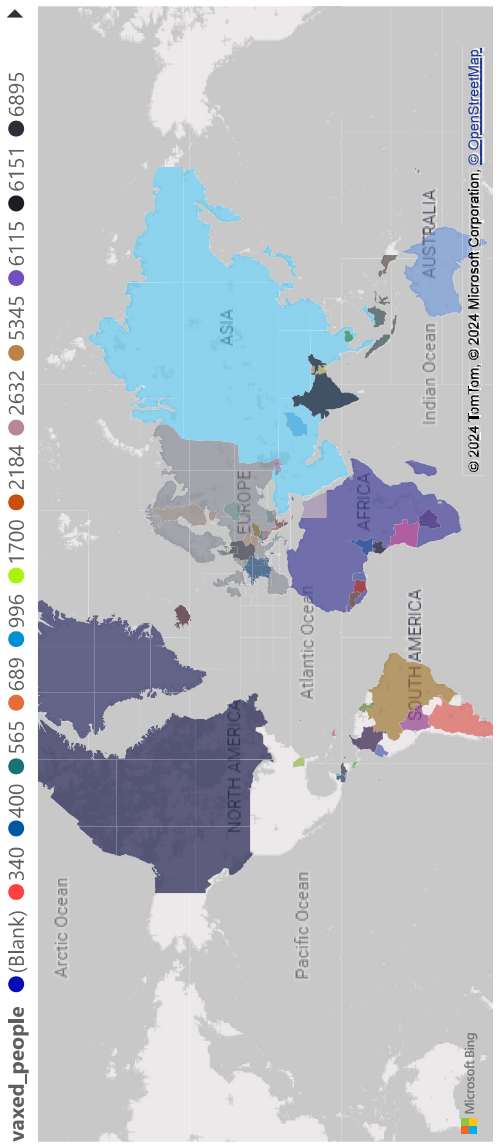 vaxed_people (Blank) 340 400 565 689 996 1700 2184 2632 5345 6115 6151 6895
Arctic Ocean
ASIA
EUROPE
NORTH AMERICA
Atlantic Ocean
Pacific Ocean
AFRICA
SOUTH AMERICA
AUSTRALIA
Indian Ocean
Microsoft Bing
© 2024 TomTom, © 2024 Microsoft Corporation, © OpenStreetMap